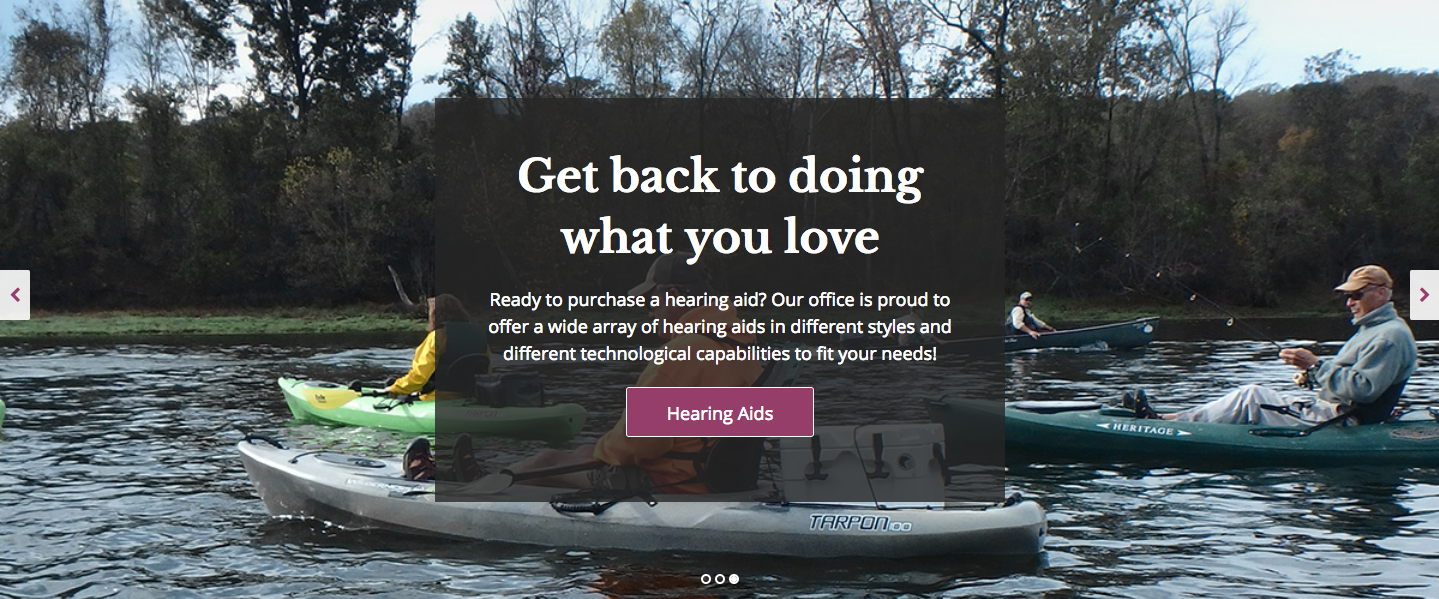 Get back to doing
what you love
Ready to purchase a hearing aid? Our office is proud to
offer a wide array of hearing aids in different styles and
different technological capabilities to fit your needs!
Hearing Aids
TARPON
HERITAGE
TARPON 100